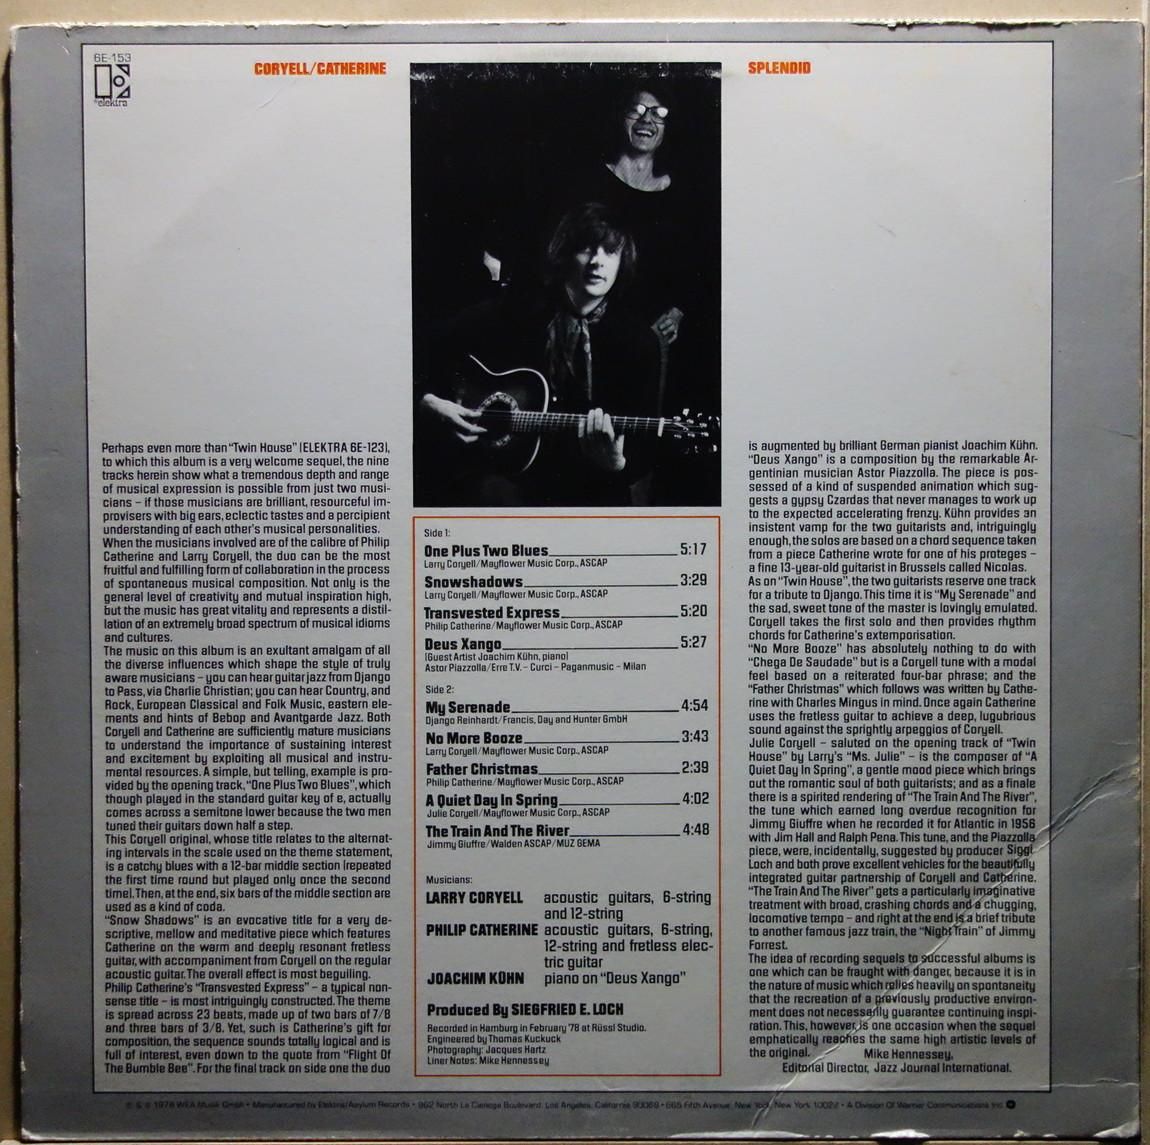 6E-153
elektra
CORYELL/CATHERINE
SPLENDID
Perhaps even more than "Twin House" (ELEKTRA 6E-123),
to which this album is a very welcome sequel, the nine
tracks herein show what a tremendous depth and range
of musical expression is possible from just two musi-
cians – if those musicians are brilliant, resourceful im-
provisers with big ears, eclectic tastes and a percipient
understanding of each other's musical personalities.
When the musicians involved are of the calibre of Philip
Catherine and Larry Coryell, the duo can be the most
fruitful and fulfilling form of collaboration in the process
of spontaneous musical composition. Not only is the
general level of creativity and mutual inspiration high,
but the music has great vitality and represents a distil-
lation of an extremely broad spectrum of musical idioms
and cultures.
The music on this album is an exultant amalgam of all
the diverse influences which shape the style of truly
aware musicians – you can hear guitar jazz from Django
to Pass, via Charlie Christian; you can hear Country, and
Rock, European Classical and Folk Music, eastern ele-
ments and hints of Bebop and Avantgarde Jazz. Both
Coryell and Catherine are sufficiently mature musicians
to understand the importance of sustaining interest
and excitement by exploiting all musical and instru-
mental resources. A simple, but telling, example is pro-
vided by the opening track, "One Plus Two Blues", which
though played in the standard guitar key of e, actually
comes across a semitone lower because the two men
tuned their guitars down half a step.
This Coryell original, whose title relates to the alternat-
ing intervals in the scale used on the theme statement,
is a catchy blues with a 12-bar middle section (repeated
the first time round but played only once the second
time). Then, at the end, six bars of the middle section are
used as a kind of coda.
"Snow Shadows" is an evocative title for a very de-
scriptive, mellow and meditative piece which features
Catherine on the warm and deeply resonant fretless
guitar, with accompaniment from Coryell on the regular
acoustic guitar. The overall effect is most beguiling.
Philip Catherine's "Transvested Express" – a typical non-
sense title – is most intriguingly constructed. The theme
is spread across 23 beats, made up of two bars of 7/8
and three bars of 3/8. Yet, such is Catherine's gift for
composition, the sequence sounds totally logical and is
full of interest, even down to the quote from "Flight Of
The Bumble Bee". For the final track on side one the duo
Side 1:
One Plus Two Blues 5:17
Larry Coryell/Mayflower Music Corp., ASCAP
Snowshadows 3:29
Larry Coryell/Mayflower Music Corp., ASCAP
Transvested Express 5:20
Philip Catherine/Mayflower Music Corp., ASCAP
Deus Xango 5:27
(Guest Artist Joachim Kühn, piano)
Astor Piazzolla/Erre T.V. – Curci – Paganmusic – Milan
Side 2:
My Serenade 4:54
Django Reinhardt/Francis, Day and Hunter GmbH
No More Booze 3:43
Larry Coryell/Mayflower Music Corp., ASCAP
Father Christmas 2:39
Philip Catherine/Mayflower Music Corp., ASCAP
A Quiet Day In Spring 4:02
Julie Coryell/Mayflower Music Corp., ASCAP
The Train And The River 4:48
Jimmy Giuffre/Walden ASCAP/MUZ GEMA
Musicians:
LARRY CORYELL acoustic guitars, 6-string
and 12-string
PHILIP CATHERINE acoustic guitars, 6-string,
12-string and fretless elec-
tric guitar
JOACHIM KÜHN piano on "Deus Xango"
Produced By SIEGFRIED E. LOCH
Recorded in Hamburg in February '78 at Rüssl Studio.
Engineered by Thomas Kuckuck
Photography: Jacques Hartz
Liner Notes: Mike Hennessey
is augmented by brilliant German pianist Joachim Kühn.
"Deus Xango" is a composition by the remarkable Ar-
gentinian musician Astor Piazzolla. The piece is pos-
sessed of a kind of suspended animation which sug-
gests a gypsy Czardas that never manages to work up
to the expected accelerating frenzy. Kühn provides an
insistent vamp for the two guitarists and, intriguingly
enough, the solos are based on a chord sequence taken
from a piece Catherine wrote for one of his proteges –
a fine 13-year-old guitarist in Brussels called Nicolas.
As on "Twin House", the two guitarists reserve one track
for a tribute to Django. This time it is "My Serenade" and
the sad, sweet tone of the master is lovingly emulated.
Coryell takes the first solo and then provides rhythm
chords for Catherine's extemporisation.
"No More Booze" has absolutely nothing to do with
"Chega De Saudade" but is a Coryell tune with a modal
feel based on a reiterated four-bar phrase; and the
"Father Christmas" which follows was written by Cathe-
rine with Charles Mingus in mind. Once again Catherine
uses the fretless guitar to achieve a deep, lugubrious
sound against the sprightly arpeggios of Coryell.
Julie Coryell – saluted on the opening track of "Twin
House" by Larry's "Ms. Julie" – is the composer of "A
Quiet Day In Spring", a gentle mood piece which brings
out the romantic soul of both guitarists; and as a finale
there is a spirited rendering of "The Train And The River",
the tune which earned long overdue recognition for
Jimmy Giuffre when he recorded it for Atlantic in 1956
with Jim Hall and Ralph Pena. This tune, and the Piazzolla
piece, were, incidentally, suggested by producer Siggi
Loch and both prove excellent vehicles for the beautifully
integrated guitar partnership of Coryell and Catherine.
"The Train And The River" gets a particularly imaginative
treatment with broad, crashing chords and a chugging,
locomotive tempo – and right at the end is a brief tribute
to another famous jazz train, the "Night Train" of Jimmy
Forrest.
The idea of recording sequels to successful albums is
one which can be fraught with danger, because it is in
the nature of music which relies heavily on spontaneity
that the recreation of a previously productive environ-
ment does not necessarily guarantee continuing inspi-
ration. This, however, is one occasion when the sequel
emphatically reaches the same high artistic levels of
the original. Mike Hennessey,
Editorial Director, Jazz Journal International.
© & ℗ 1978 WEA Musik GmbH • Manufactured by Elektra/Asylum Records • 962 North La Cienega Boulevard, Los Angeles, California 90069 • 665 Fifth Avenue, New York, New York 10022 • A Division Of Warner Communications Inc.